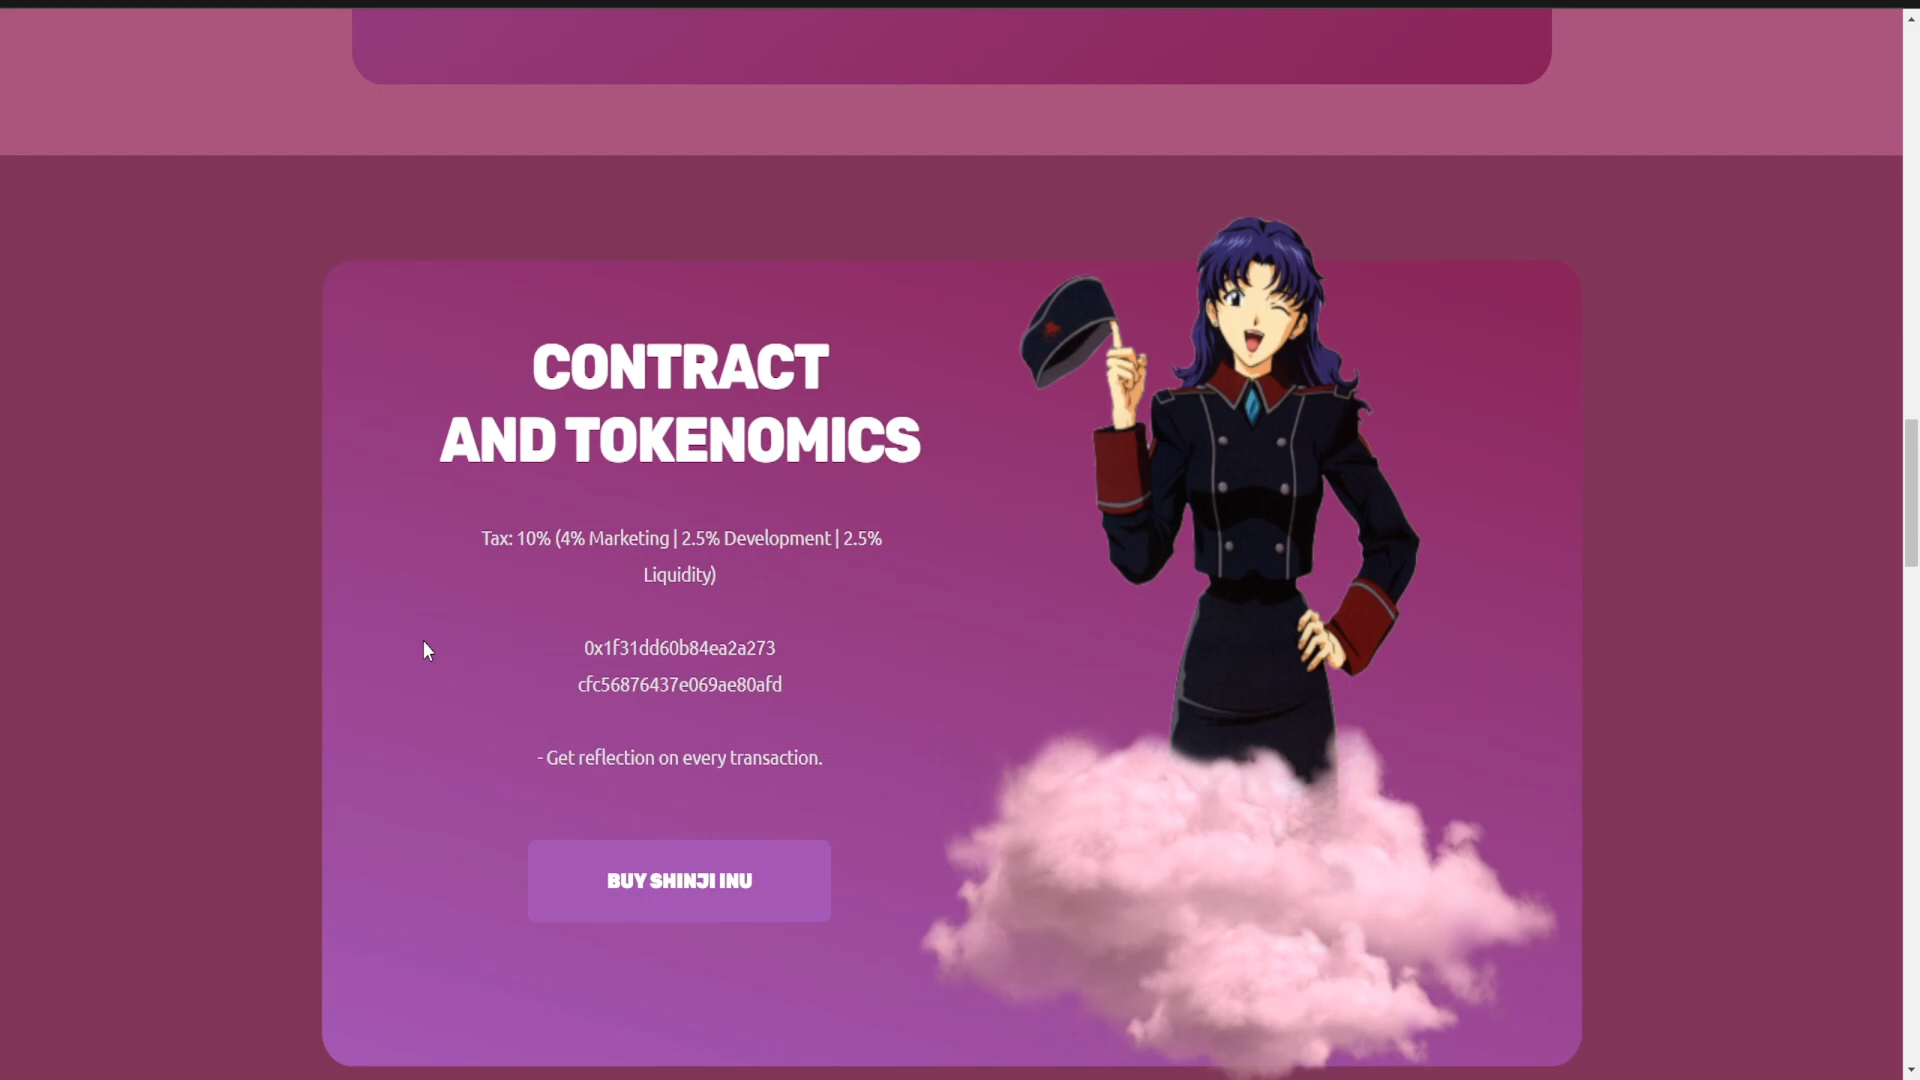 CONTRACT
AND TOKENOMICS
Tax: 10% (4% Marketing | 2.5% Development | 2.5%
Liquidity)
0x1f31dd60b84ea2a273
cfc56876437e069ae80afd
- Get reflection on every transaction.
BUY SHINJI INU